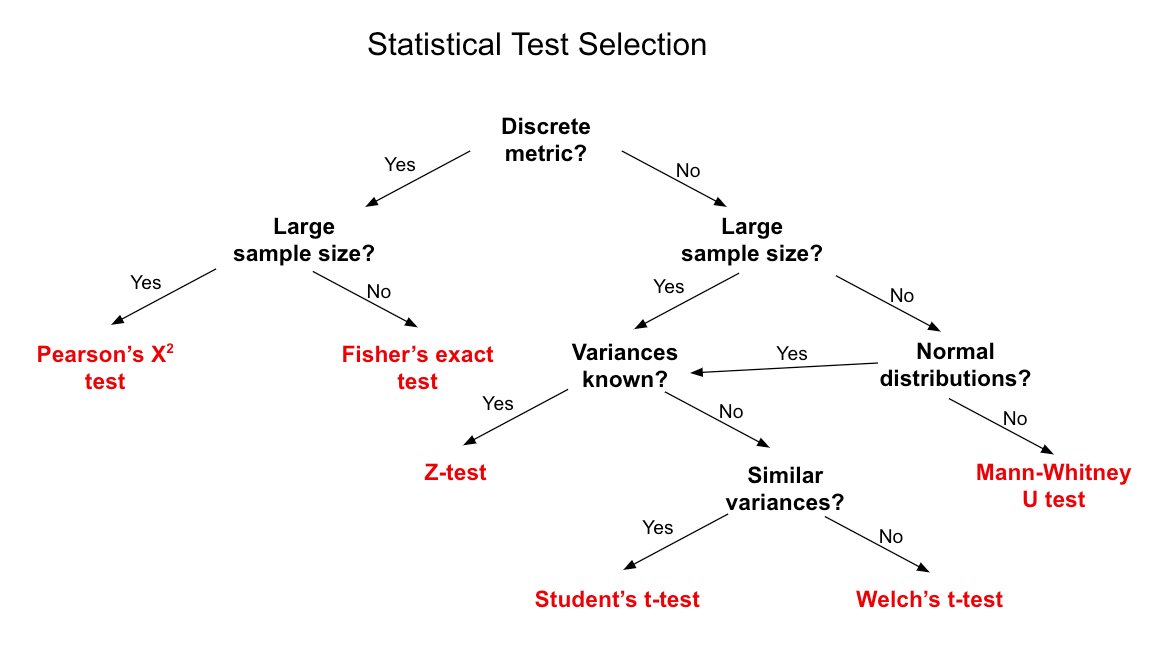 Statistical Test Selection
Discrete
metric?
Yes
No
Large
sample size?
Large
sample size?
Yes
No
Yes
No
Pearson’s X²
test
Fisher’s exact
test
Variances
known?
Yes
Normal
distributions?
Yes
No
No
Z-test
Similar
variances?
Mann-Whitney
U test
Yes
No
Student’s t-test
Welch’s t-test